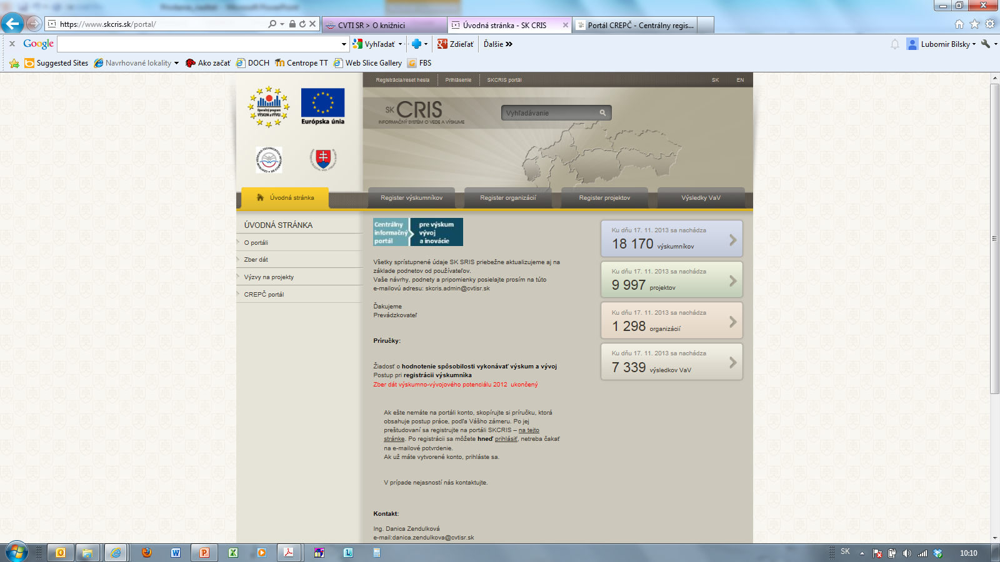 https://www.skcris.sk/portal/
CVTI SR > O knižnici
Úvodná stránka - SK CRIS
Portál CREPČ - Centrálny regis...
Google
Vyhľadať
Zdieľať
Ďalšie
Lubomir Bilsky
Suggested Sites
Navrhované lokality
Ako začať
DOCH
Centrope TT
Web Slice Gallery
FBS
Registrácia/reset hesla
Prihlásenie
SKCRIS portál
SK
EN
Operačný program
VÝSKUM a VÝVOJ
Európska únia
SK CRIS
INFORMAČNÝ SYSTÉM O VEDE A VÝSKUME
Vyhľadávanie
Úvodná stránka
Register výskumníkov
Register organizácií
Register projektov
Výsledky VaV
ÚVODNÁ STRÁNKA
O portáli
Zber dát
Výzvy na projekty
CREPČ portál
Centrálny
informačný
portál
pre výskum
vývoj
a inovácie
Všetky sprístupnené údaje SK SRIS priebežne aktualizujeme aj na
základe podnetov od používateľov.
Vaše návrhy, podnety a pripomienky posielajte prosím na túto
e-mailovú adresu: skcris.admin@cvtisr.sk
Ďakujeme
Prevádzkovateľ
Príručky:
Žiadosť o hodnotenie spôsobilosti vykonávať výskum a vývoj
Postup pri registrácii výskumníka
Zber dát výskumno-vývojového potenciálu 2012 ukončený
Ak ešte nemáte na portáli konto, skopírujte si príručku, ktorá
obsahuje postup práce, podľa Vášho zámeru. Po jej
preštudovaní sa registrujte na portáli SKCRIS – na tejto
stránke. Po registrácii sa môžete hneď prihlásiť, netreba čakať
na e-mailové potvrdenie.
Ak už máte vytvorené konto, prihláste sa.
V prípade nejasností nás kontaktujte.
Kontakt:
Ing. Danica Zendulková
e-mail:danica.zendulkova@cvtisr.sk
Ku dňu 17. 11. 2013 sa nachádza
18 170 výskumníkov
Ku dňu 17. 11. 2013 sa nachádza
9 997 projektov
Ku dňu 17. 11. 2013 sa nachádza
1 298 organizácií
Ku dňu 17. 11. 2013 sa nachádza
7 339 výsledkov VaV
SK
10:10